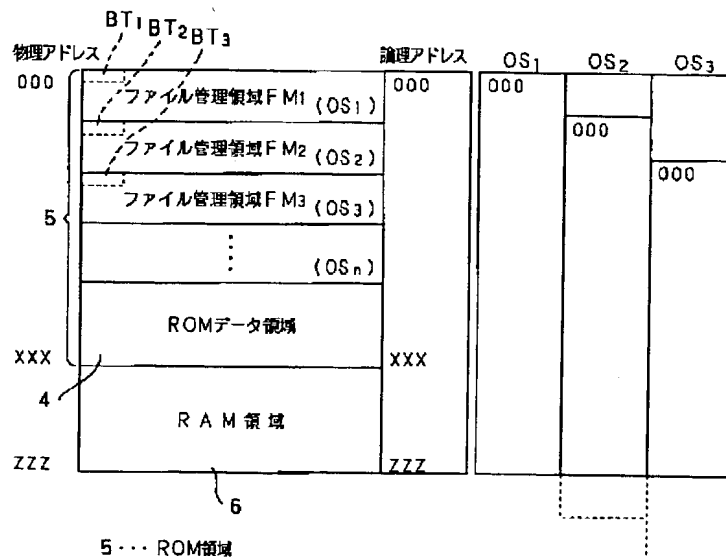 BT1 BT2 BT3
物理アドレス 論理アドレス OS1 OS2 OS3
000 ファイル管理領域FM1 (OS1) 000 000
ファイル管理領域FM2 (OS2) 000
ファイル管理領域FM3 (OS3) 000
5
(OSn)
ROMデータ領域
XXX XXX
4
RAM領域
ZZZ ZZZ
6
5 ··· ROM領域